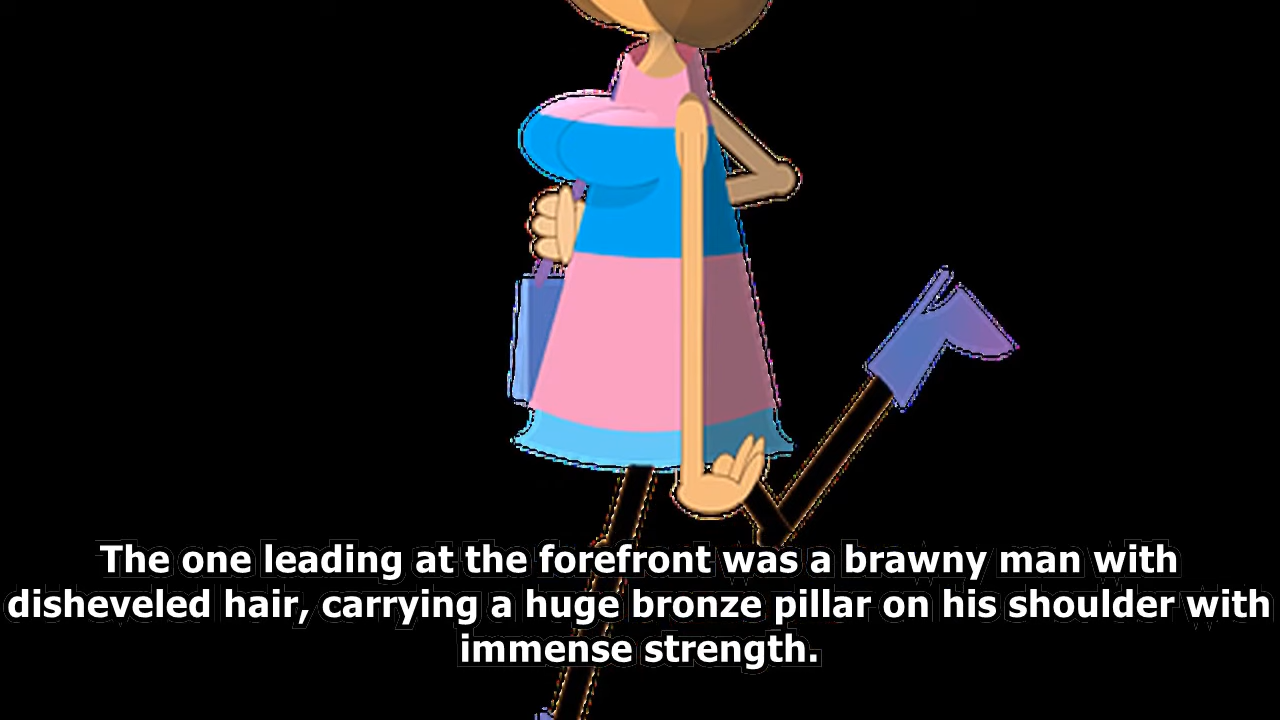 The one leading at the forefront was a brawny man with
disheveled hair, carrying a huge bronze pillar on his shoulder with
immense strength.